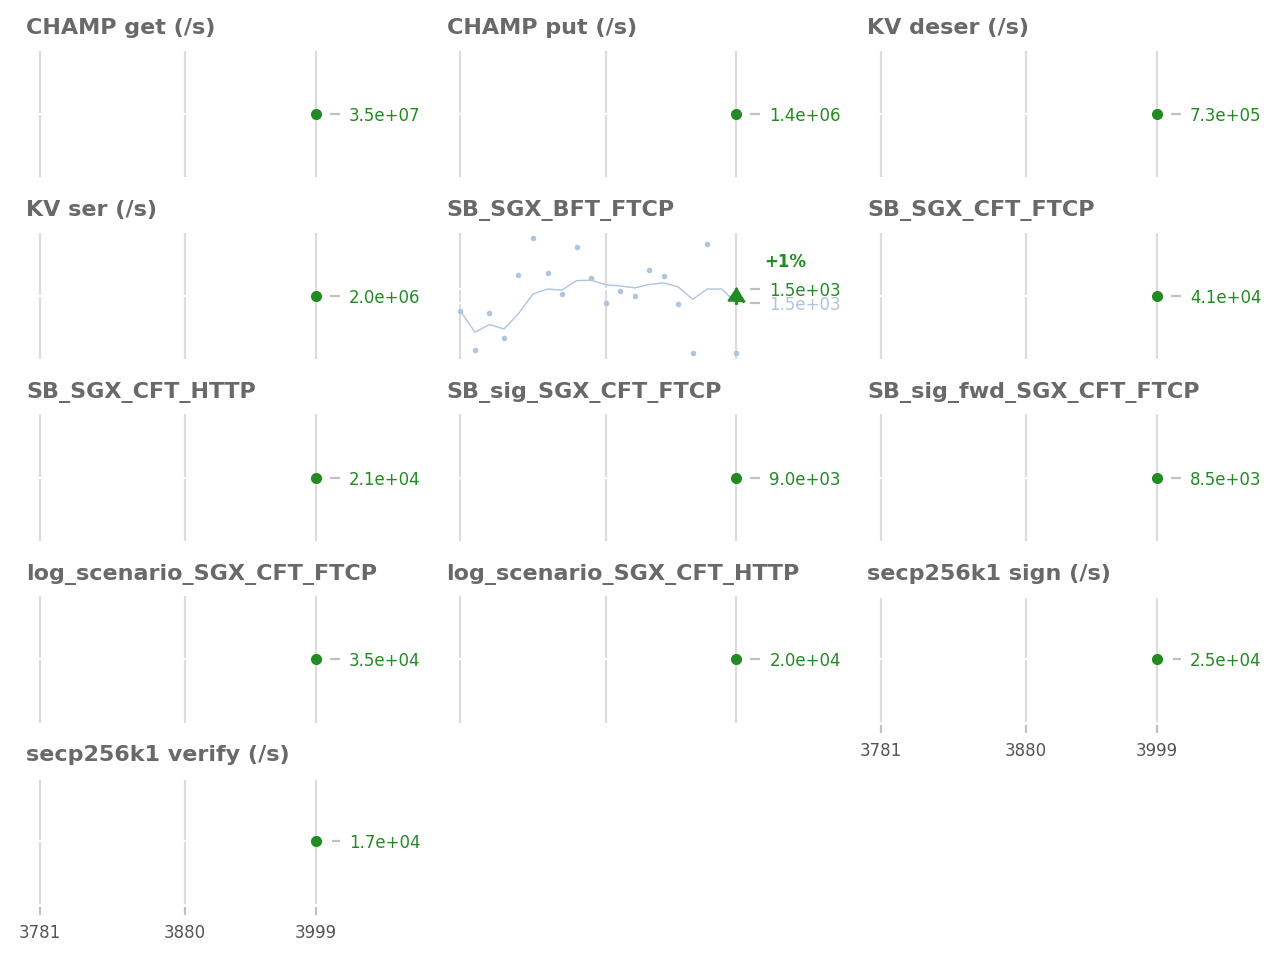 CHAMP get (/s)
CHAMP put (/s)
KV deser (/s)
3.5e+07
1.4e+06
7.3e+05
KV ser (/s)
SB_SGX_BFT_FTCP
SB_SGX_CFT_FTCP
2.0e+06
+1%
1.5e+03
1.5e+03
4.1e+04
SB_SGX_CFT_HTTP
SB_sig_SGX_CFT_FTCP
SB_sig_fwd_SGX_CFT_FTCP
2.1e+04
9.0e+03
8.5e+03
log_scenario_SGX_CFT_FTCP
log_scenario_SGX_CFT_HTTP
secp256k1 sign (/s)
3.5e+04
2.0e+04
2.5e+04
3781
3880
3999
secp256k1 verify (/s)
1.7e+04
3781
3880
3999